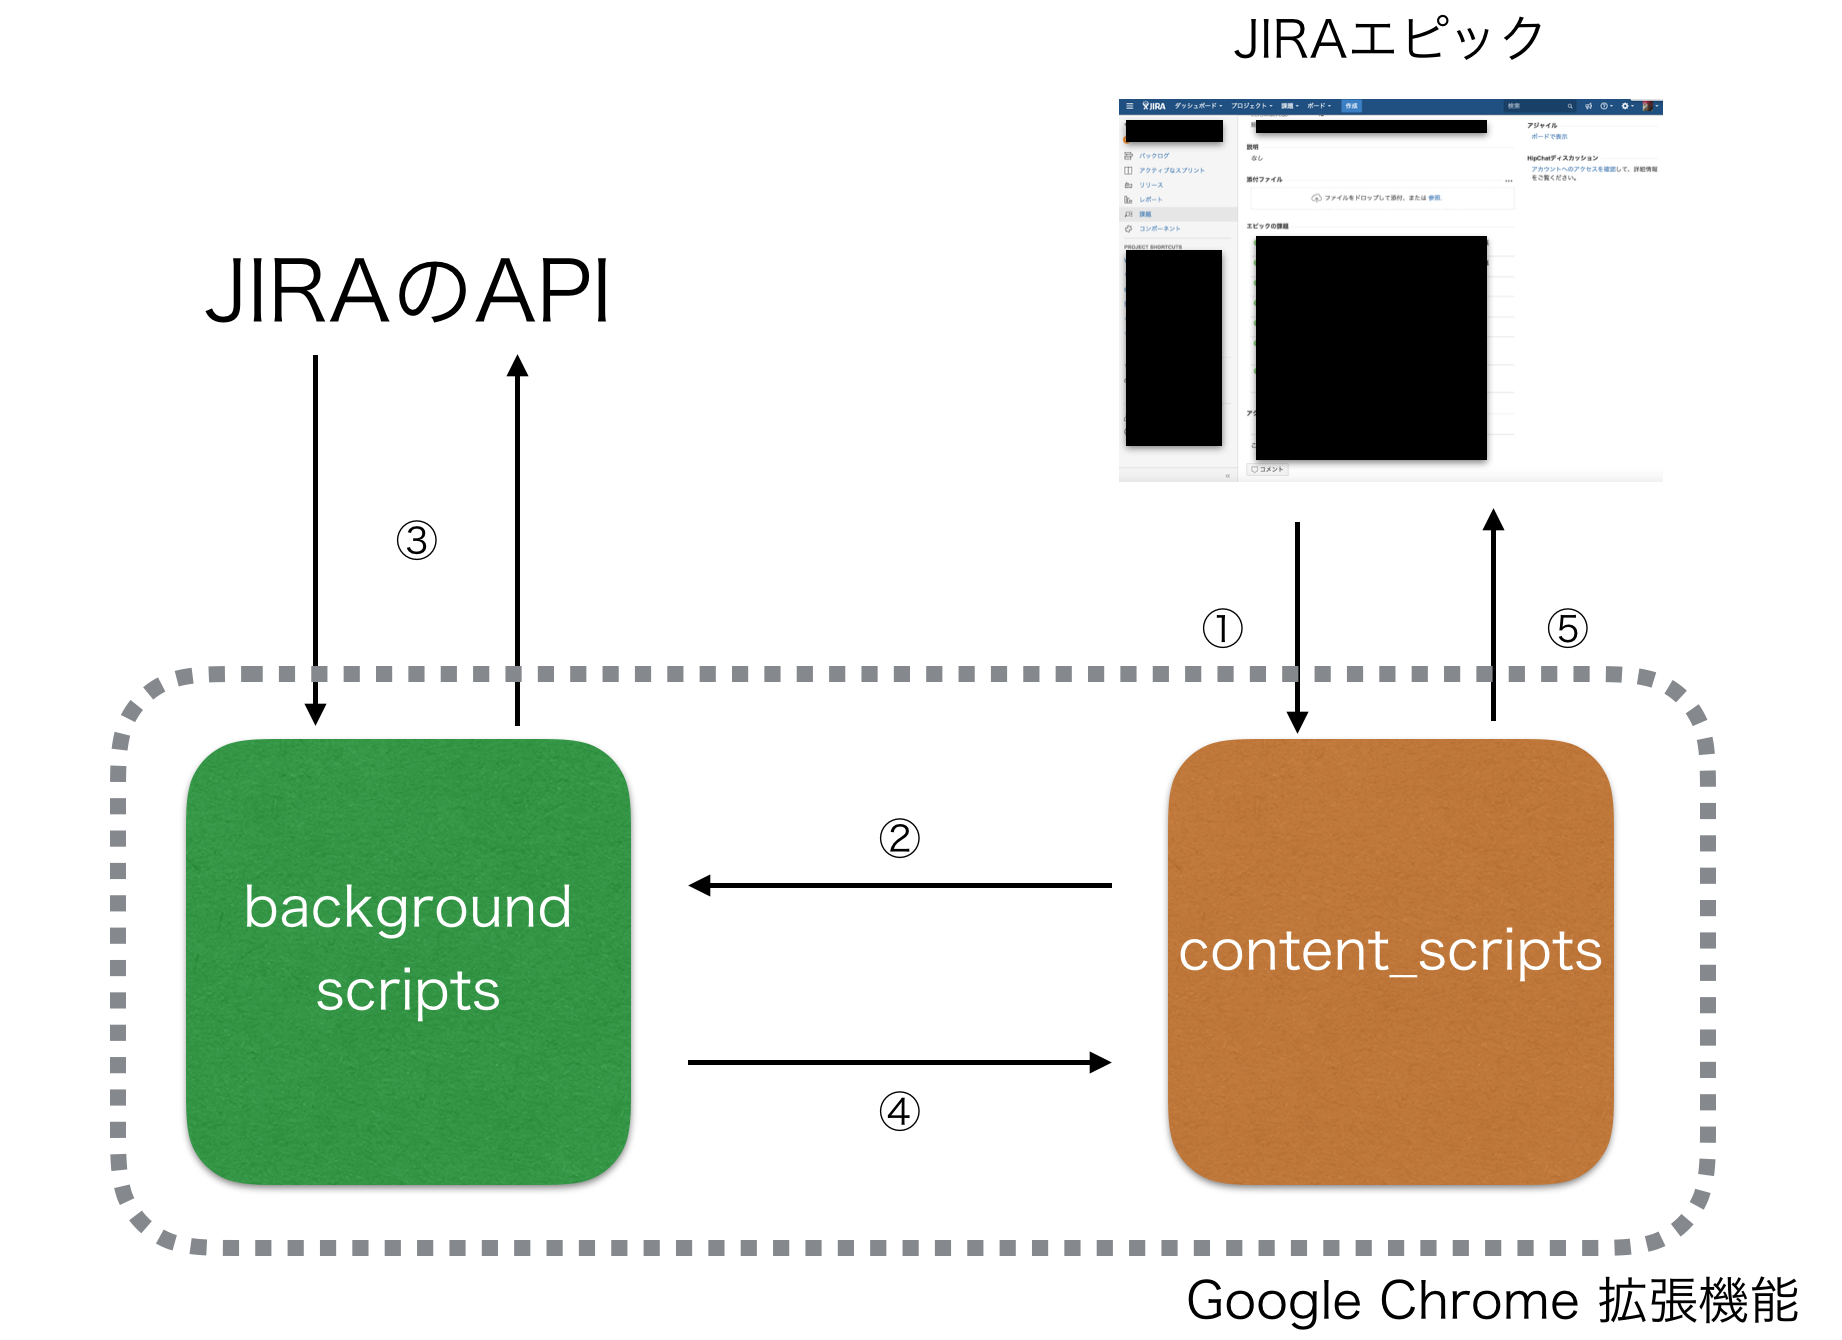 JIRAエピック
JIRA ダッシュボード プロジェクト 課題 ボード 作成 検索
バックログ
アクティブなスプリント
リリース
レポート
課題
コンポーネント
PROJECT SHORTCUTS
説明
なし
添付ファイル
ファイルをドロップして添付、または 参照.
エピックの課題
コメント
アジャイル
ボードで表示
HipChatディスカッション
アカウントへのアクセスを確認して、詳細情報
をご覧ください。
JIRAのAPI
③
①
⑤
②
background
scripts
content_scripts
④
Google Chrome 拡張機能